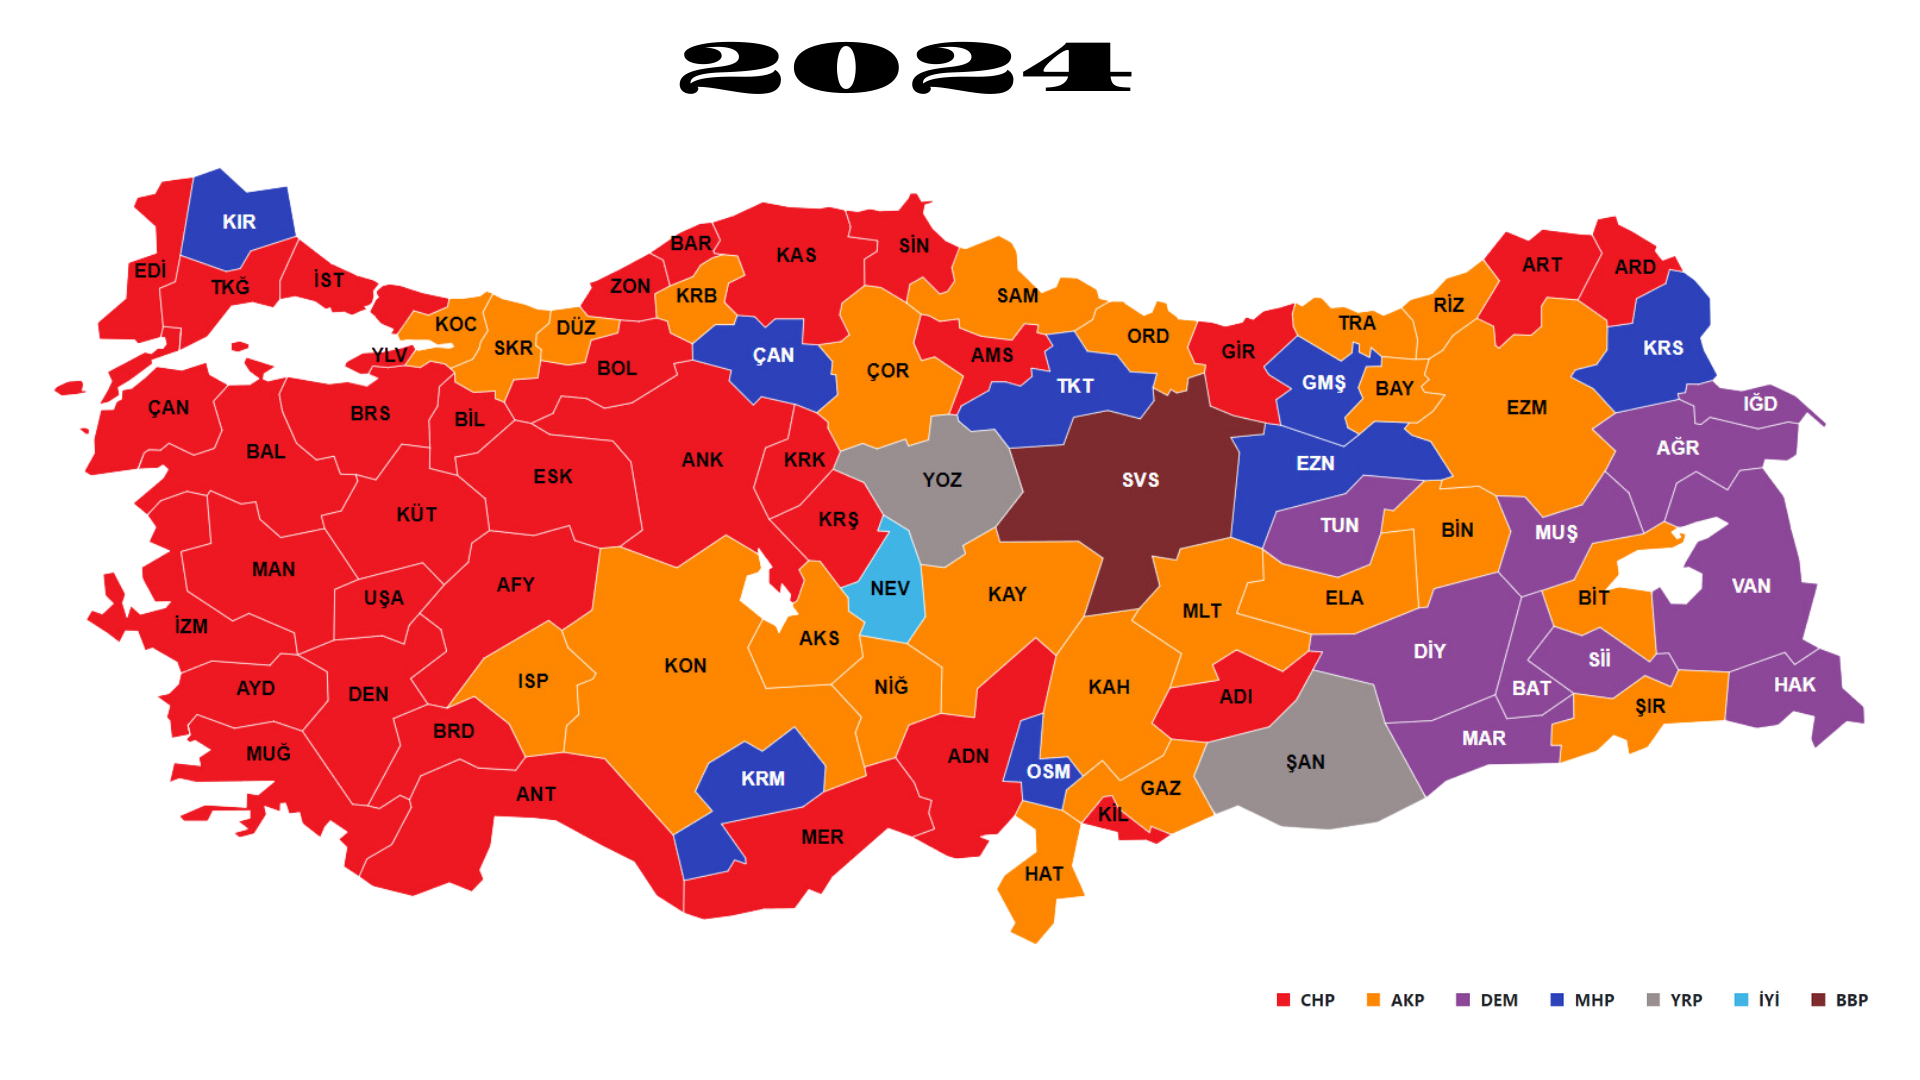 2024
KIR
EDİ
TKĞ
İST
BAR
KAS
SİN
ZON
KRB
SAM
ART
ARD
KOC
SKR
DÜZ
ORD
TRA
RİZ
YLV
BOL
ÇAN
ÇOR
AMS
TKT
GİR
GMŞ
BAY
KRS
ÇAN
BRS
BİL
EZM
IĞD
BAL
ESK
ANK
KRK
YOZ
SVS
EZN
AĞR
KÜT
KRŞ
TUN
BİN
MUŞ
MAN
UŞA
AFY
NEV
KAY
MLT
ELA
BİT
VAN
İZM
AKS
KON
DİY
Sİİ
AYD
DEN
ISP
NİĞ
KAH
ADI
BAT
ŞIR
HAK
MUĞ
BRD
ADN
OSM
ŞAN
MAR
ANT
KRM
GAZ
KİL
MER
HAT
CHP AKP DEM MHP YRP İYİ BBP